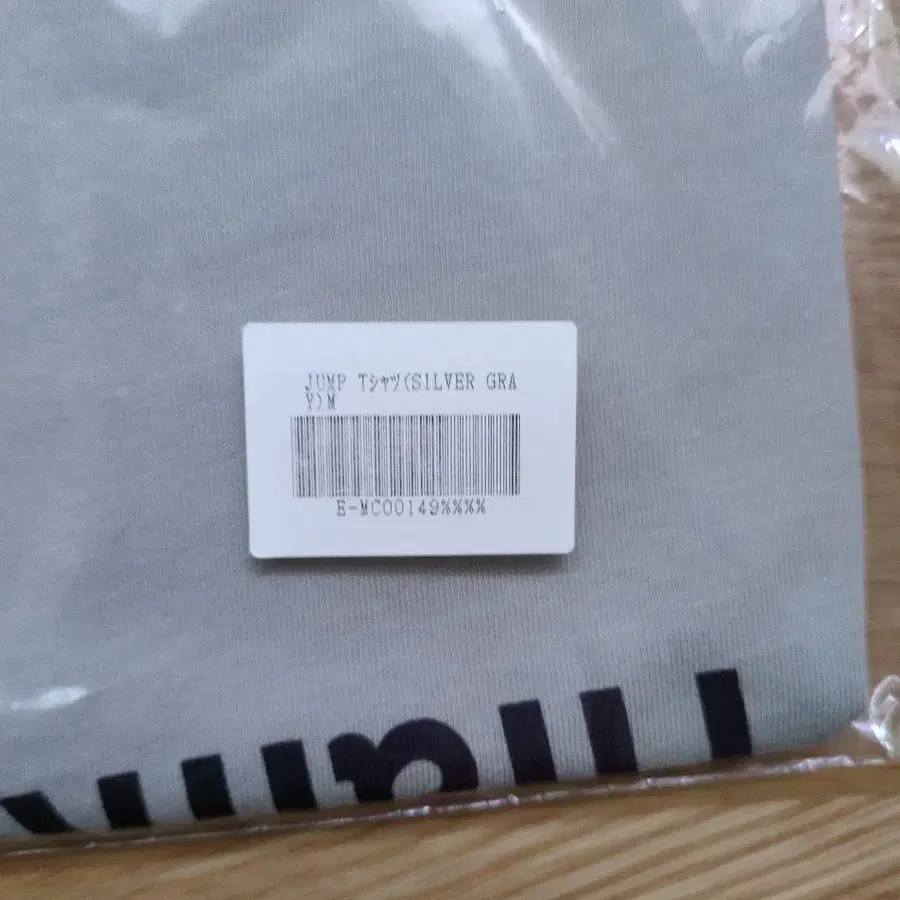 JUMP Tシャツ(SILVER GRA
Y)M
E-MC00149%%%%